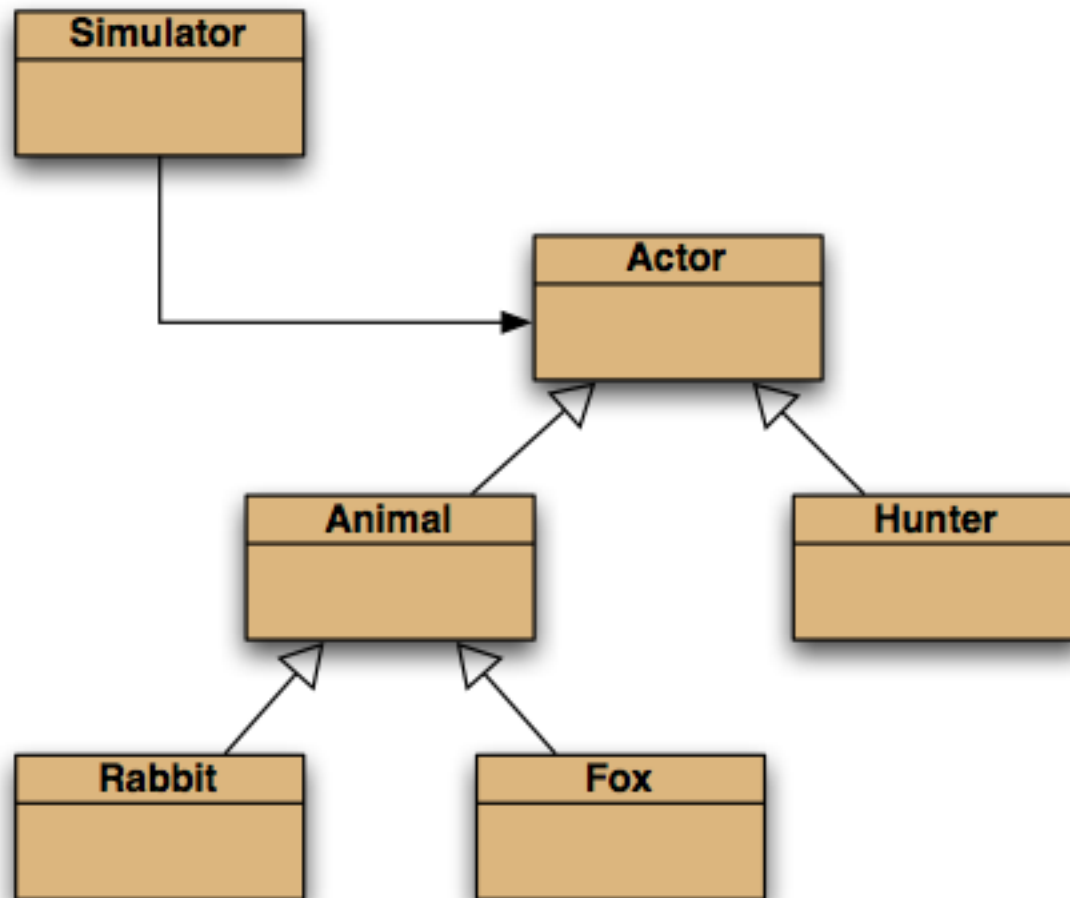 Simulator
Actor
Animal
Hunter
Rabbit
Fox